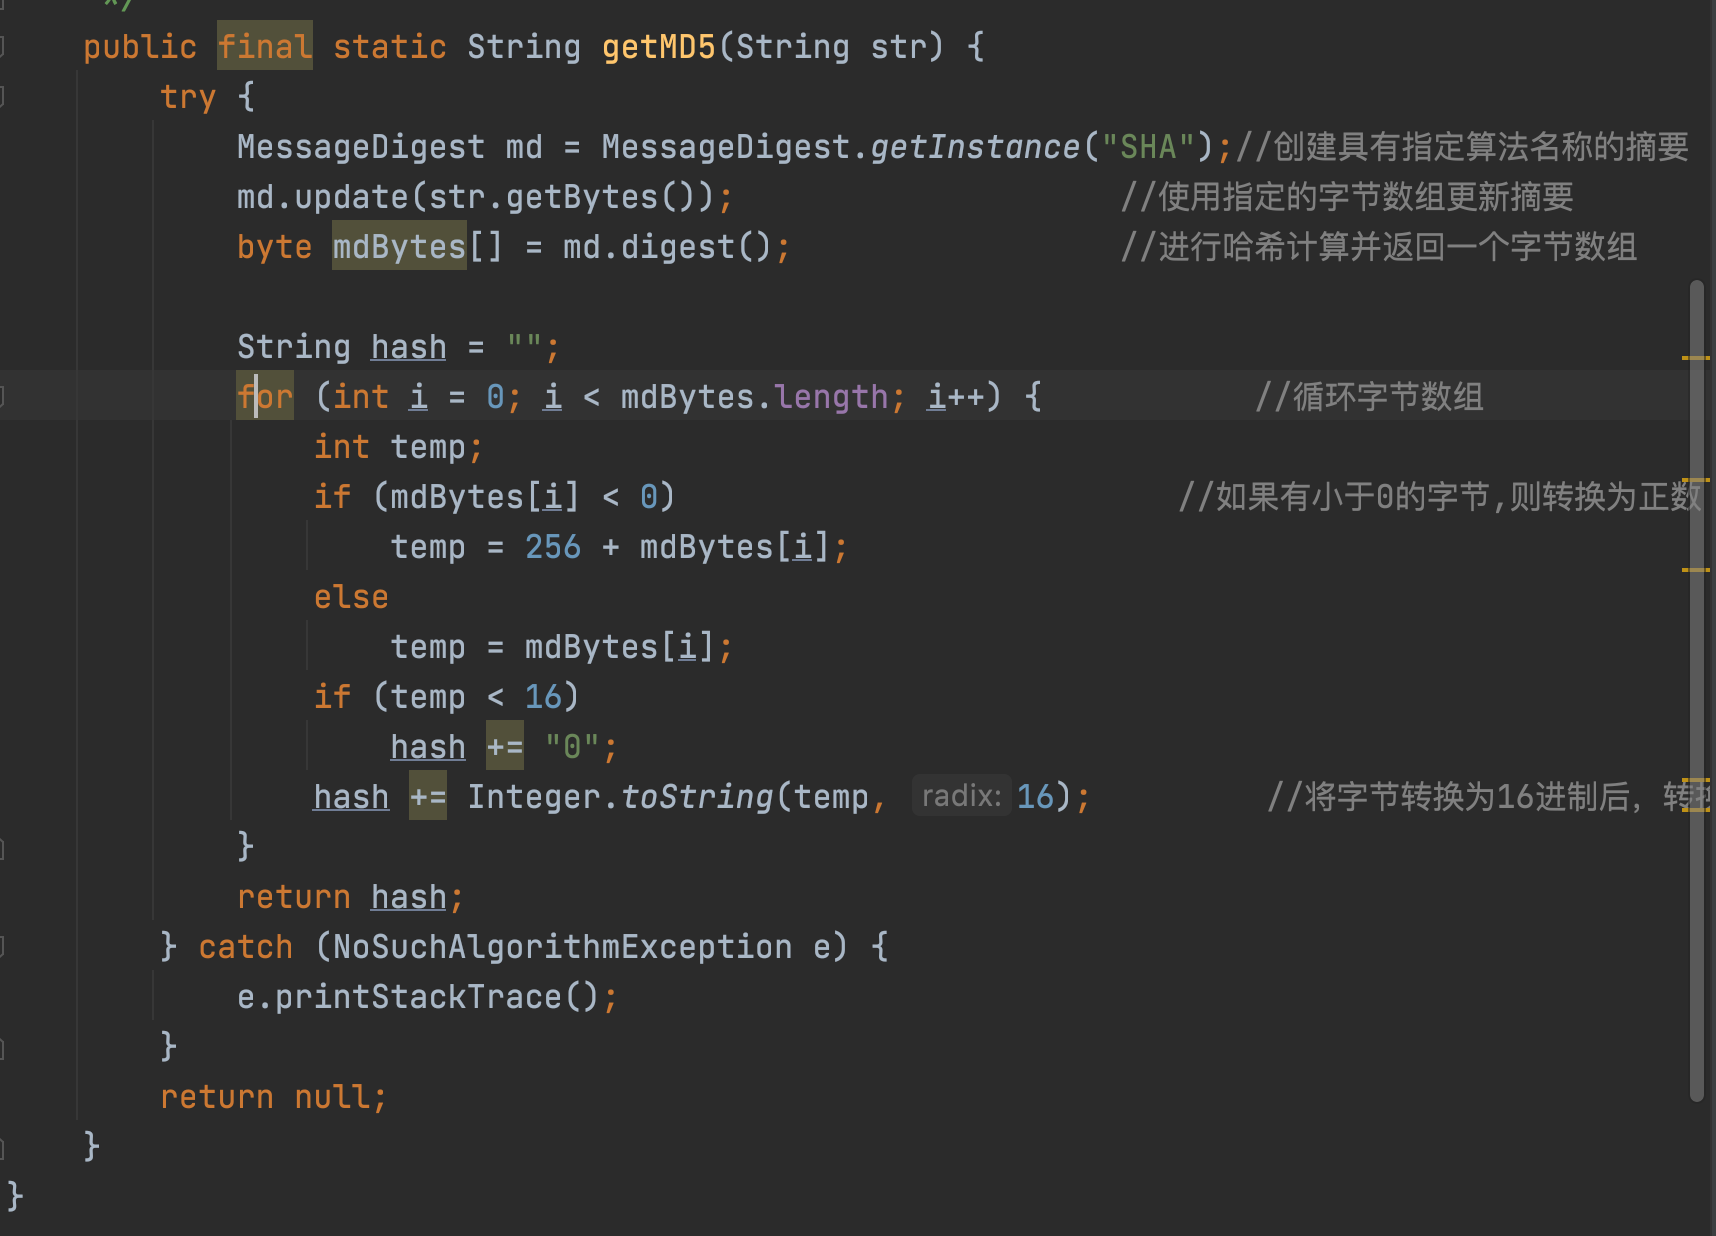 */
public final static String getMD5(String str) {
try {
MessageDigest md = MessageDigest.getInstance("SHA");//创建具有指定算法名称的摘要
md.update(str.getBytes()); //使用指定的字节数组更新摘要
byte mdBytes[] = md.digest(); //进行哈希计算并返回一个字节数组
String hash = "";
for (int i = 0; i < mdBytes.length; i++) { //循环字节数组
int temp;
if (mdBytes[i] < 0) //如果有小于0的字节,则转换为正数
temp = 256 + mdBytes[i];
else
temp = mdBytes[i];
if (temp < 16)
hash += "0";
hash += Integer.toString(temp, radix: 16); //将字节转换为16进制后，转
}
return hash;
} catch (NoSuchAlgorithmException e) {
e.printStackTrace();
}
return null;
}
}